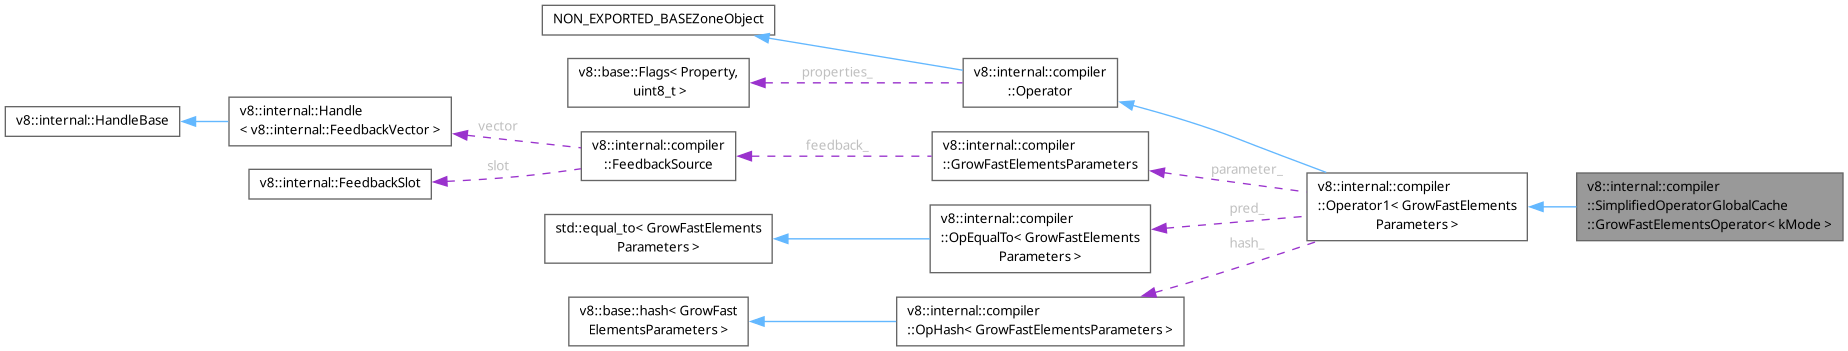 NON_EXPORTED_BASEZoneObject
v8::base::Flags< Property,
uint8_t >
properties_
v8::internal::compiler
::Operator
v8::internal::HandleBase
v8::internal::Handle
< v8::internal::FeedbackVector >
vector
v8::internal::compiler
::FeedbackSource
feedback_
v8::internal::compiler
::GrowFastElementsParameters
slot
v8::internal::FeedbackSlot
parameter_
v8::internal::compiler
::Operator1< GrowFastElements
Parameters >
v8::internal::compiler
::SimplifiedOperatorGlobalCache
::GrowFastElementsOperator< kMode >
std::equal_to< GrowFastElements
Parameters >
v8::internal::compiler
::OpEqualTo< GrowFastElements
Parameters >
pred_
hash_
v8::base::hash< GrowFast
ElementsParameters >
v8::internal::compiler
::OpHash< GrowFastElementsParameters >